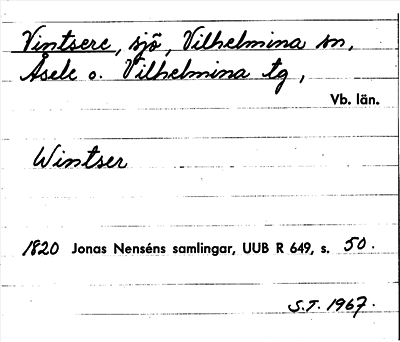 Vintsere, sjö, Vilhelmina sn,
Åsele o. Vilhelmina tg,
Vb. län.
Wintser
1820 Jonas Nenséns samlingar, UUB R 649, s. 50.
S.T. 1967.